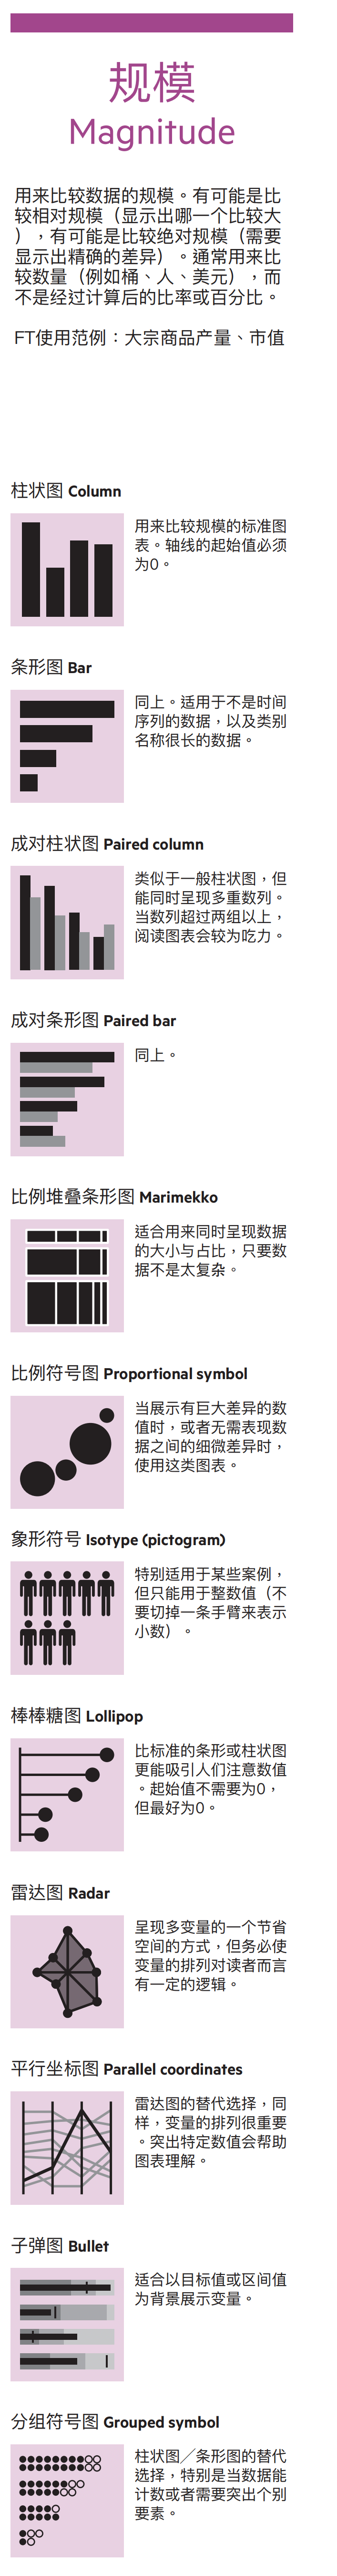 规模
Magnitude
用来比较数据的规模。有可能是比
较相对规模（显示出哪一个比较大
），有可能是比较绝对规模（需要
显示出精确的差异）。通常用来比
较数量（例如桶、人、美元），而
不是经过计算后的比率或百分比。
FT使用范例：大宗商品产量、市值
柱状图 Column
用来比较规模的标准图
表。轴线的起始值必须
为0。
条形图 Bar
同上。适用于不是时间
序列的数据，以及类别
名称很长的数据。
成对柱状图 Paired column
类似于一般柱状图，但
能同时呈现多重数列。
当数列超过两组以上，
阅读图表会较为吃力。
成对条形图 Paired bar
同上。
比例堆叠条形图 Marimekko
适合用来同时呈现数据
的大小与占比，只要数
据不是太复杂。
比例符号图 Proportional symbol
当展示有巨大差异的数
值时，或者无需表现数
据之间的细微差异时，
使用这类图表。
象形符号 Isotype (pictogram)
特别适用于某些案例，
但只能用于整数值（不
要切掉一条手臂来表示
小数）。
棒棒糖图 Lollipop
比标准的条形或柱状图
更能吸引人们注意数值
。起始值不需要为0，
但最好为0。
雷达图 Radar
呈现多变量的一个节省
空间的方式，但务必使
变量的排列对读者而言
有一定的逻辑。
平行坐标图 Parallel coordinates
雷达图的替代选择，同
样，变量的排列很重要
。突出特定数值会帮助
图表理解。
子弹图 Bullet
适合以目标值或区间值
为背景展示变量。
分组符号图 Grouped symbol
柱状图／条形图的替代
选择，特别是当数据能
计数或者需要突出个别
要素。